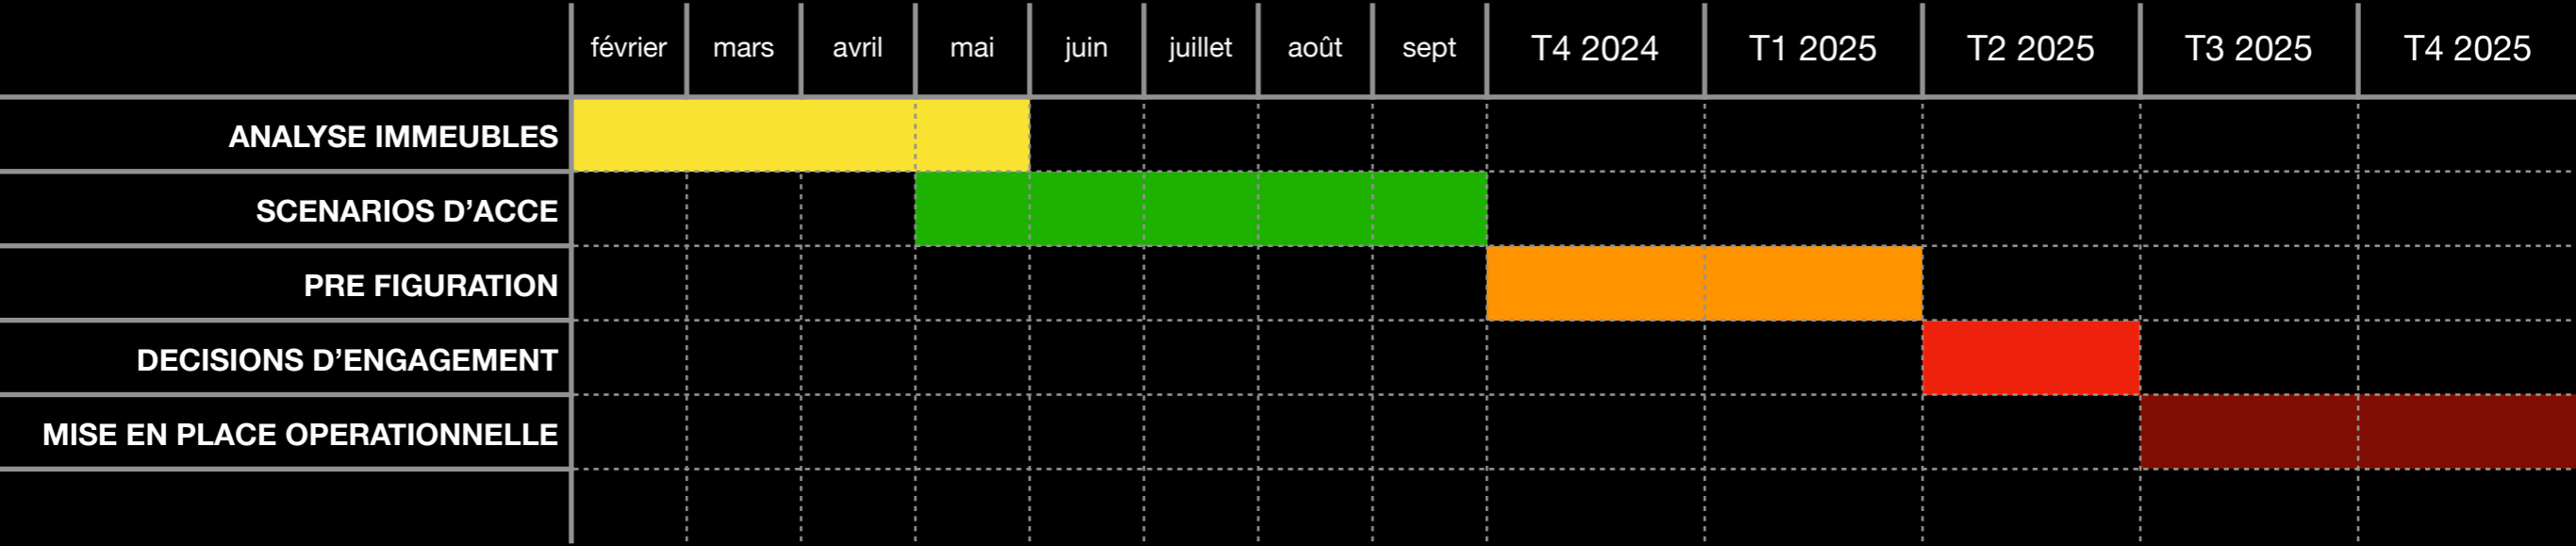 février mars avril mai juin juillet août sept T4 2024 T1 2025 T2 2025 T3 2025 T4 2025
ANALYSE IMMEUBLES
SCENARIOS D’ACCE
PRE FIGURATION
DECISIONS D’ENGAGEMENT
MISE EN PLACE OPERATIONNELLE